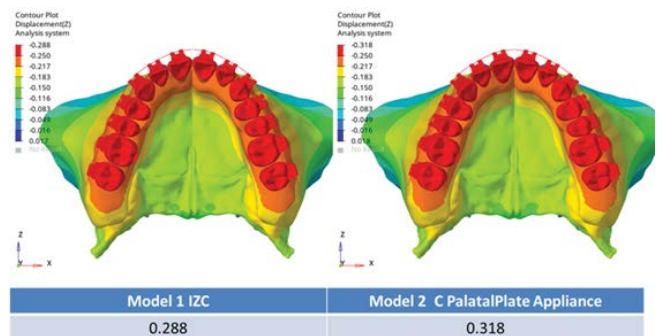 Contour Plot
Displacement(Z)
Analysis system
-0.288
-0.250
-0.217
-0.183
-0.150
-0.116
-0.083
-0.049
-0.016
0.017
No
Z
Y
X
Contour Plot
Displacement(Z)
Analysis system
-0.318
-0.250
-0.217
-0.183
-0.150
-0.116
-0.083
-0.049
-0.016
No
Z
Y
X
Model 1 IZC
Model 2 C PalatalPlate Appliance
0.288
0.318